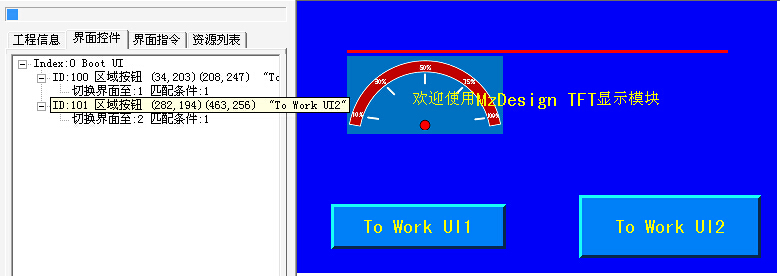 工程信息 界面控件 界面指令 资源列表
Index:0 Boot UI
ID:100 区域按钮 (34,203)(208,247) "To
切换界面至:1 匹配条件:1
ID:101 区域按钮 (282,194)(463,256) "To Work UI2"
切换界面至:2 匹配条件:1
50%
30% 75%
10% 100%
欢迎使用MzDesign TFT显示模块
To Work UI1
To Work UI2